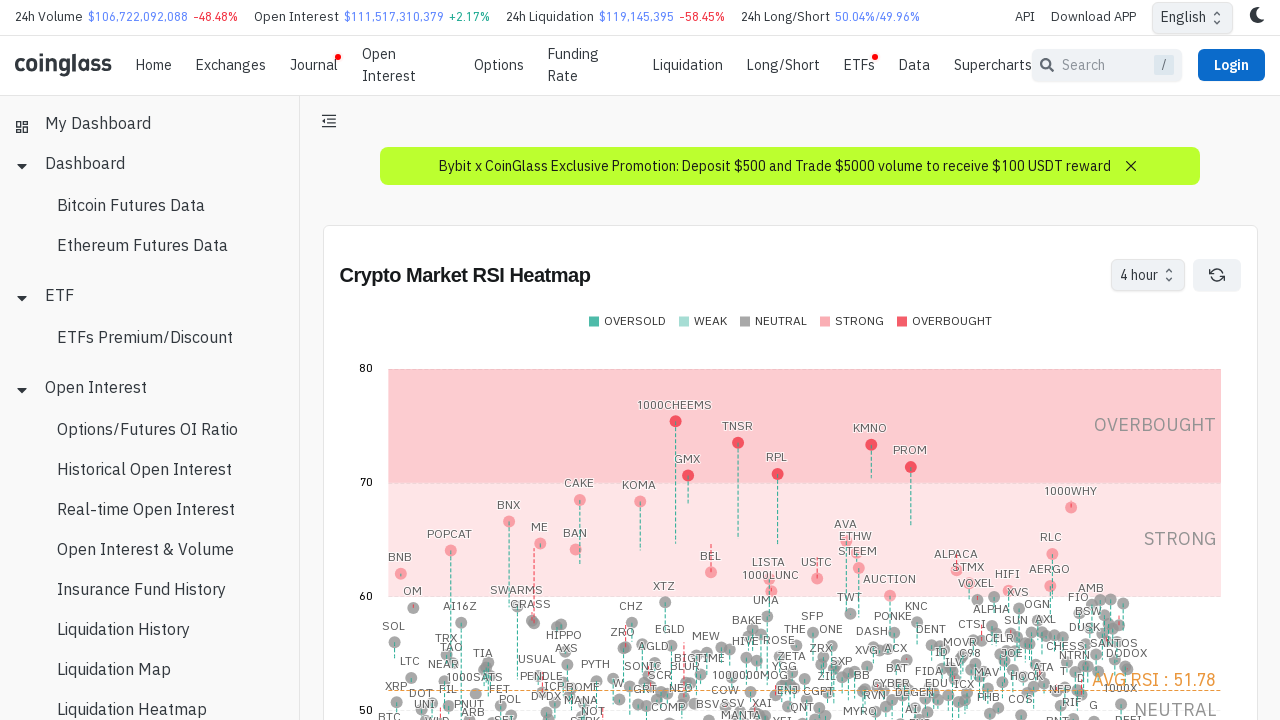 24h Volume $106,722,092,088 -48.48% Open Interest $111,517,310,379 +2.17% 24h Liquidation $119,145,395 -58.45% 24h Long/Short 50.04%/49.96% API Download APP English
coinglass Home Exchanges Journal Open Interest Options Funding Rate Liquidation Long/Short ETFs Data Supercharts Search / Login
My Dashboard
Dashboard
Bitcoin Futures Data
Ethereum Futures Data
ETF
ETFs Premium/Discount
Open Interest
Options/Futures OI Ratio
Historical Open Interest
Real-time Open Interest
Open Interest & Volume
Insurance Fund History
Liquidation History
Liquidation Map
Liquidation Heatmap
Bybit x CoinGlass Exclusive Promotion: Deposit $500 and Trade $5000 volume to receive $100 USDT reward
Crypto Market RSI Heatmap
4 hour
OVERSOLD WEAK NEUTRAL STRONG OVERBOUGHT
80
1000CHEEMS
OVERBOUGHT
TNSR
KMNO
PROM
GMX
RPL
70
CAKE
KOMA
1000WHY
BNX
AVA
ME
BAN
POPCAT
ETHW
RLC
STRONG
STEEM
BNB
BEL
LISTA
USTC
ALPACA
STMX
AERGO
1000LUNC
AUCTION
HIFI
OM
SWARMS
XTZ
VOXEL
AMB
60
AI16Z
GRASS
CHZ
UMA
TWT
KNC
ALPHA
XVS
OGN
FIO
BSW
SOL
TRX
HIPPO
ZRO
EGLD
MEW
BAKE
SFP
THE
ONE
DASH
PONKE
DENT
CTSI
SUN
AXL
DUSK
LTC
TAO
NEAR
TIA
AXS
USUAL
PYTH
AGLD
BLUR
BIGTIME
HIVE
ROSE
ZETA
ZRX
SXP
XVG
ACX
BAT
ID
MOVR
C98
CELR
JOE
CHESS
NTRN
SANTOS
DODOX
XRP
DOT
1000SATS
FET
PENDLE
SONIC
SCR
1000000MOG
YGG
ZIL
BB
CYBER
FIDA
ILV
TCX
MAV
HOOK
ATA
AVG RSI : 51.78
1000X
BTC
UNI
PNUT
ARB
POL
DYDX
MANA
NOT
GRT
NEO
COMP
BSV
COW
SSV
XAI
MANTA
CGPT
RVN
DEGEN
EDU
PHB
COS
NFP
RIF
G
NEUTRAL
50